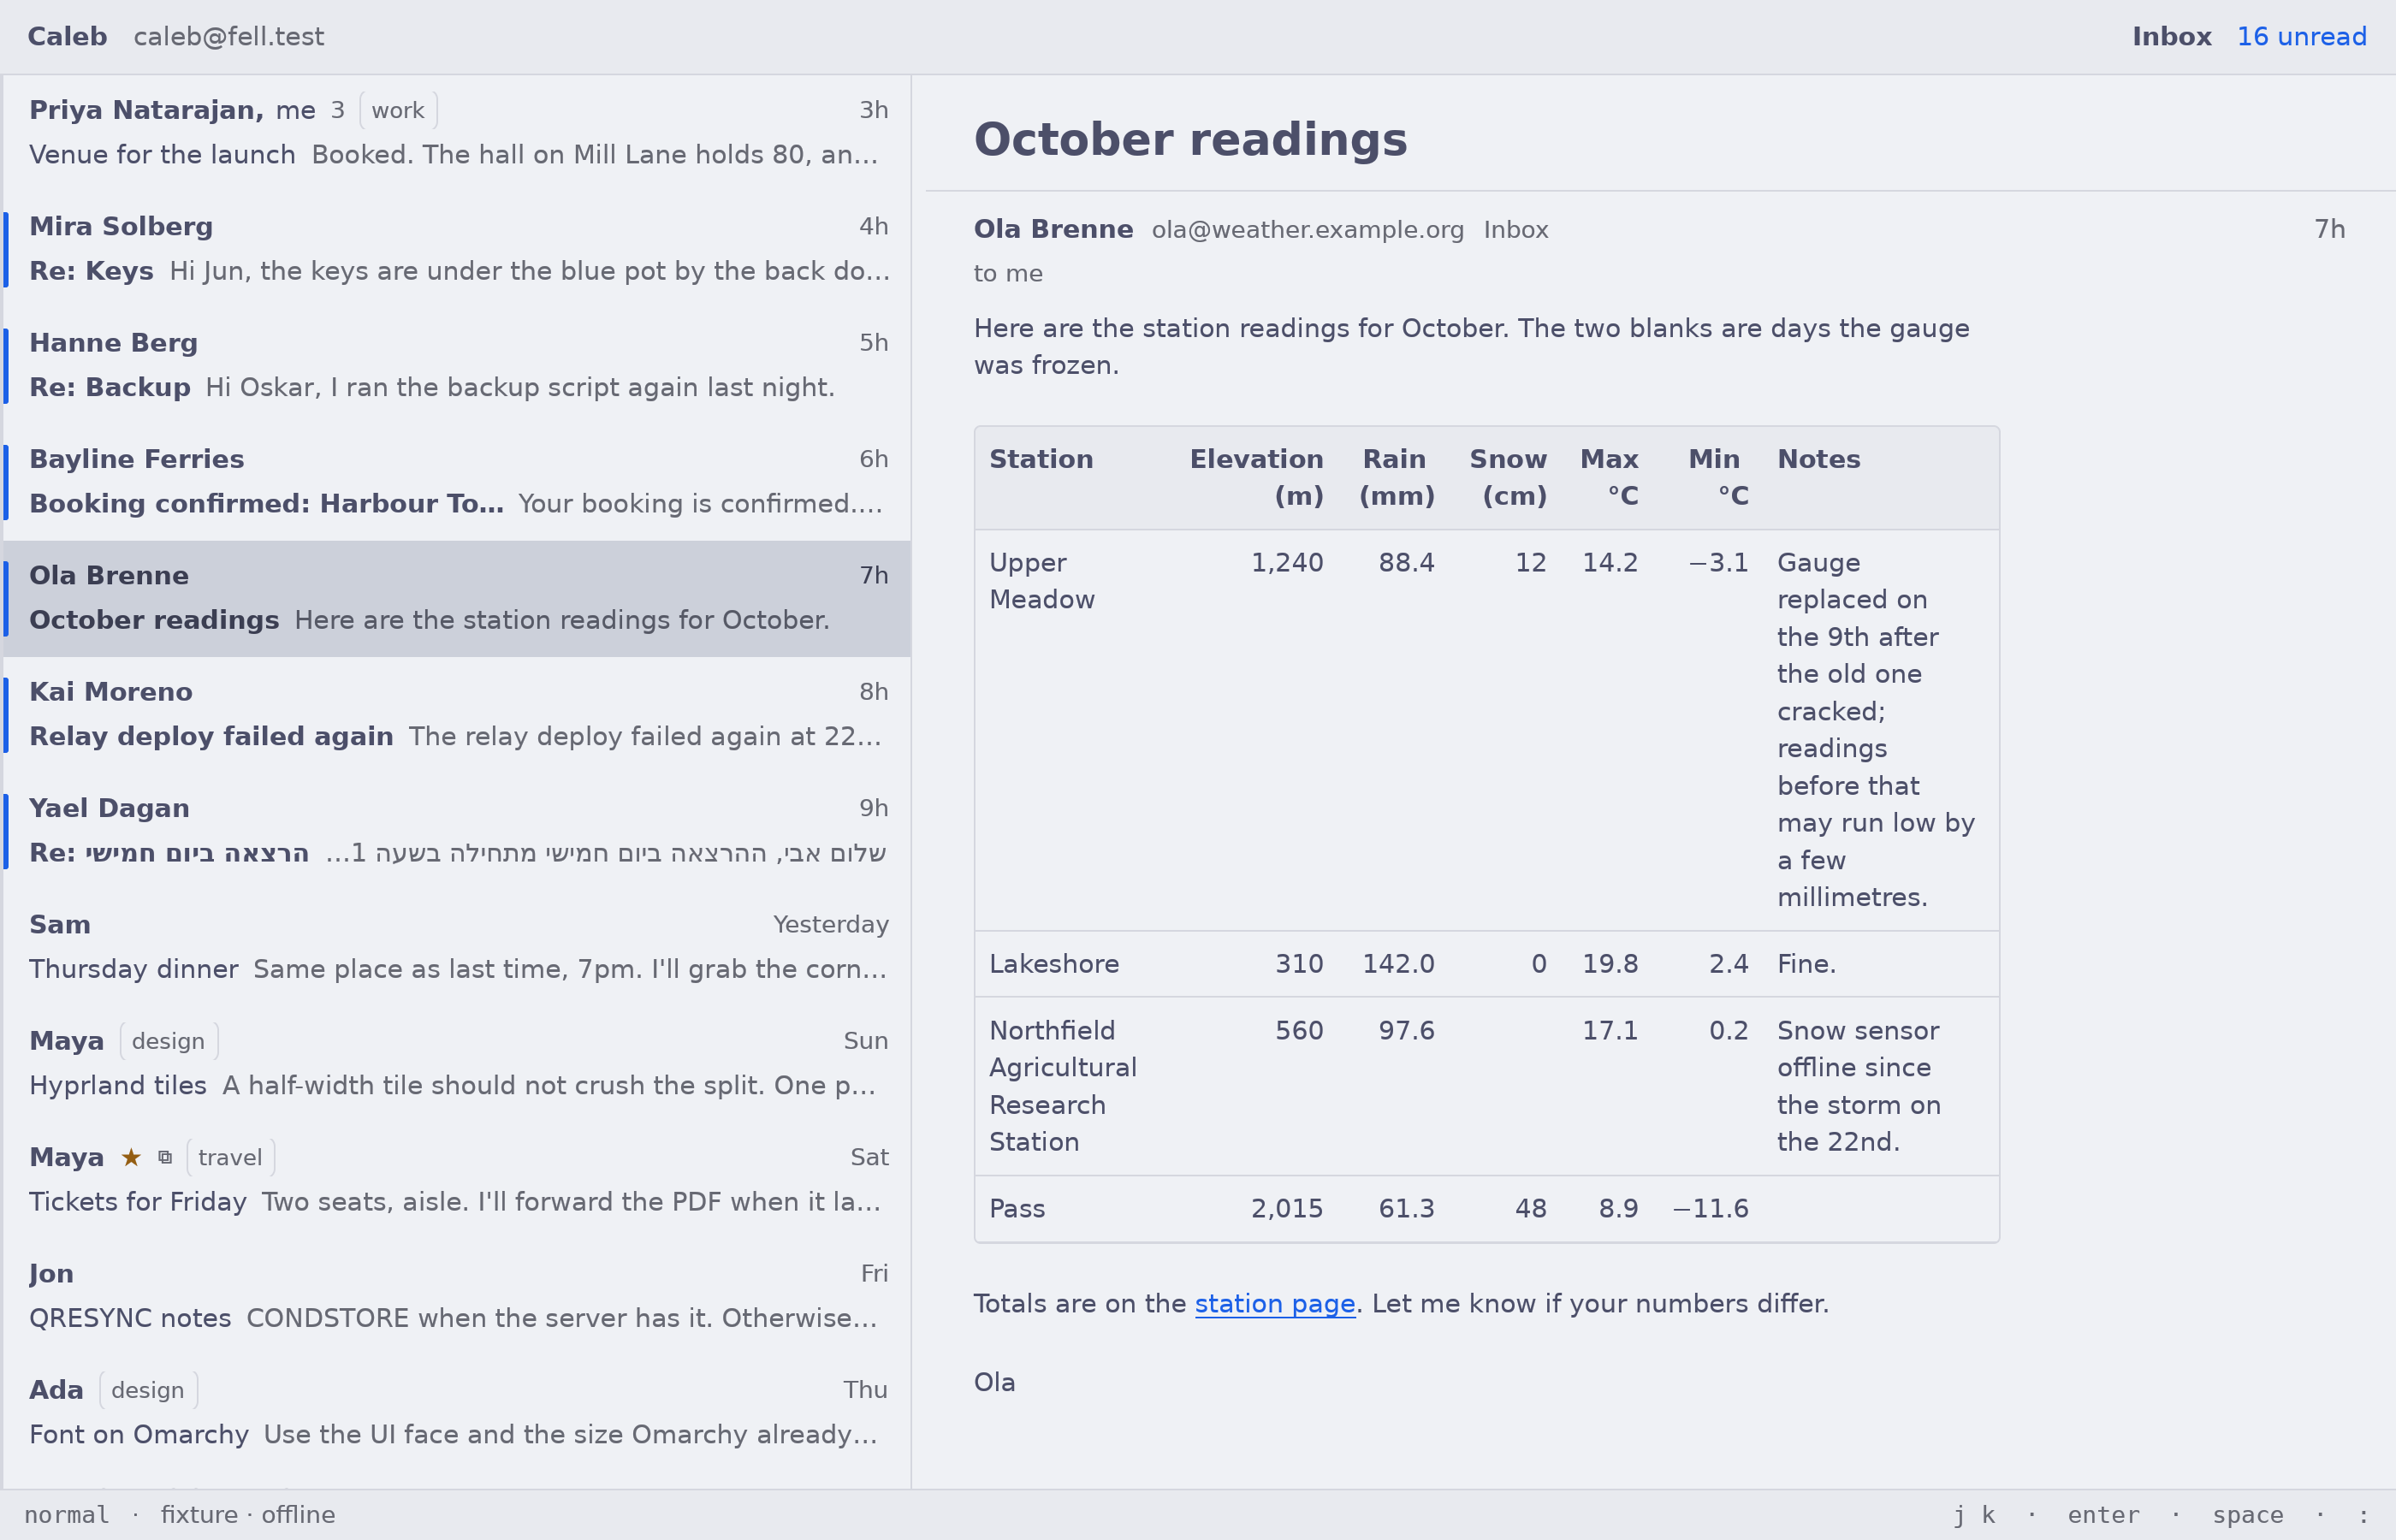 Caleb caleb@fell.test
Inbox 16 unread
Priya Natarajan, me 3 work 3h
Venue for the launch Booked. The hall on Mill Lane holds 80, an…
Mira Solberg 4h
Re: Keys Hi Jun, the keys are under the blue pot by the back do…
Hanne Berg 5h
Re: Backup Hi Oskar, I ran the backup script again last night.
Bayline Ferries 6h
Booking confirmed: Harbour To… Your booking is confirmed.…
Ola Brenne 7h
October readings Here are the station readings for October.
Kai Moreno 8h
Relay deploy failed again The relay deploy failed again at 22…
Yael Dagan 9h
Re: הרצאה ביום חמישי שלום אבי, ההרצאה ביום חמישי מתחילה בשעה 1…
Sam Yesterday
Thursday dinner Same place as last time, 7pm. I'll grab the corn…
Maya design Sun
Hyprland tiles A half-width tile should not crush the split. One p…
Maya ★ ⧉ travel Sat
Tickets for Friday Two seats, aisle. I'll forward the PDF when it la…
Jon Fri
QRESYNC notes CONDSTORE when the server has it. Otherwise…
Ada design Thu
Font on Omarchy Use the UI face and the size Omarchy already…
October readings
Ola Brenne ola@weather.example.org Inbox 7h
to me
Here are the station readings for October. The two blanks are days the gauge
was frozen.
Station Elevation Rain Snow Max Min Notes
(m) (mm) (cm) °C °C
Upper 1,240 88.4 12 14.2 −3.1 Gauge
Meadow replaced on
the 9th after
the old one
cracked;
readings
before that
may run low by
a few
millimetres.
Lakeshore 310 142.0 0 19.8 2.4 Fine.
Northfield 560 97.6 17.1 0.2 Snow sensor
Agricultural offline since
Research the storm on
Station the 22nd.
Pass 2,015 61.3 48 8.9 −11.6
Totals are on the station page. Let me know if your numbers differ.
Ola
normal · fixture · offline
j k · enter · space · :